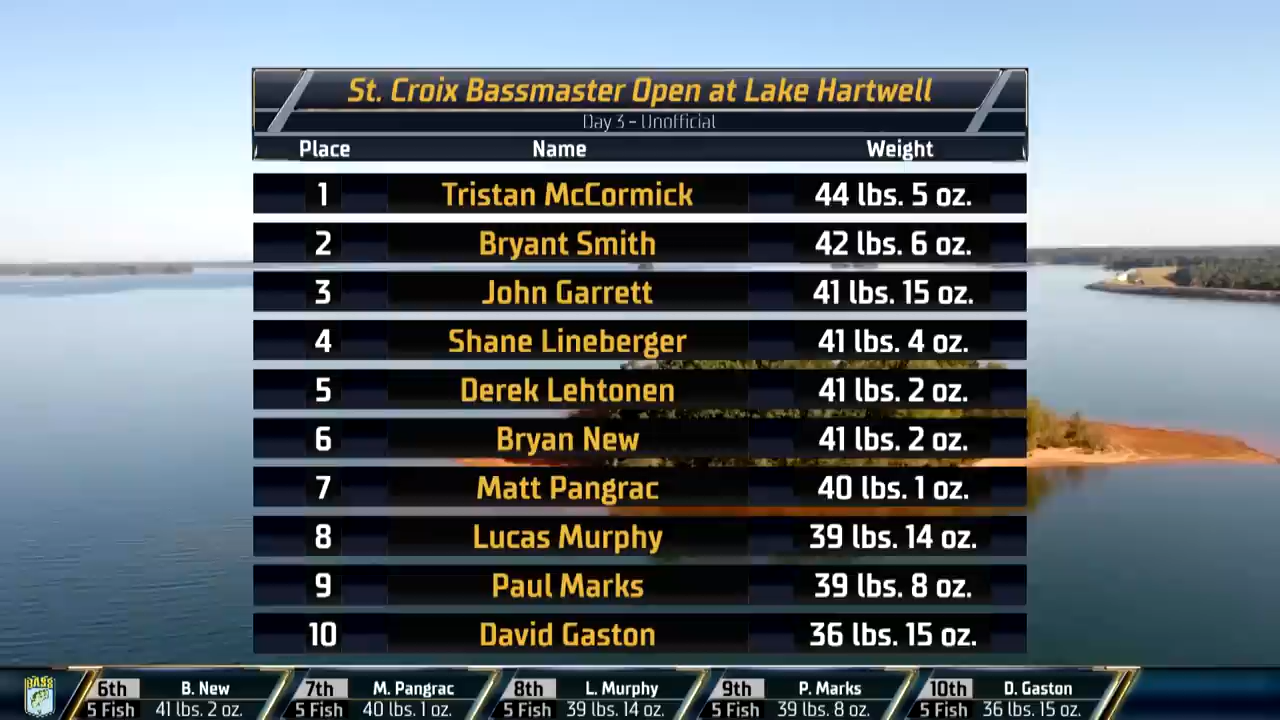 St. Croix Bassmaster Open at Lake Hartwell
Day 3 - Unofficial
Place Name Weight
1 Tristan McCormick 44 lbs. 5 oz.
2 Bryant Smith 42 lbs. 6 oz.
3 John Garrett 41 lbs. 15 oz.
4 Shane Lineberger 41 lbs. 4 oz.
5 Derek Lehtonen 41 lbs. 2 oz.
6 Bryan New 41 lbs. 2 oz.
7 Matt Pangrac 40 lbs. 1 oz.
8 Lucas Murphy 39 lbs. 14 oz.
9 Paul Marks 39 lbs. 8 oz.
10 David Gaston 36 lbs. 15 oz.
BASS
6th B. New 7th M. Pangrac 8th L. Murphy 9th P. Marks 10th D. Gaston
5 Fish 41 lbs. 2 oz. 5 Fish 40 lbs. 1 oz. 5 Fish 39 lbs. 14 oz. 5 Fish 39 lbs. 8 oz. 5 Fish 36 lbs. 15 oz.